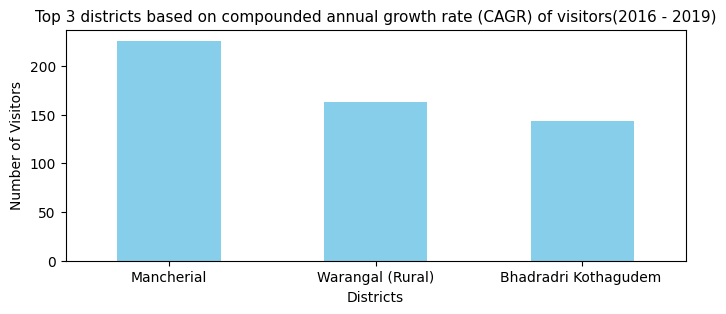 Top 3 districts based on compounded annual growth rate (CAGR) of visitors(2016 - 2019)
Number of Visitors
200
150
100
50
0
Mancherial
Warangal (Rural)
Bhadradri Kothagudem
Districts